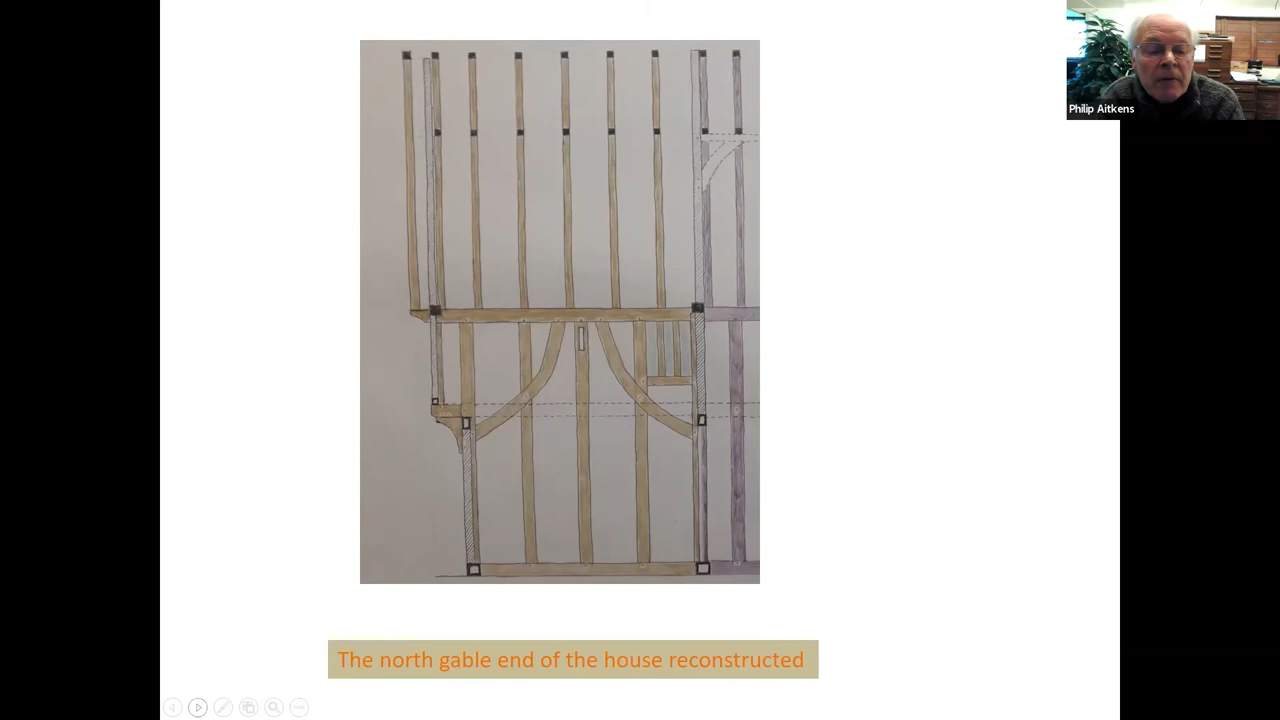 Philip Aitkens
The north gable end of the house reconstructed